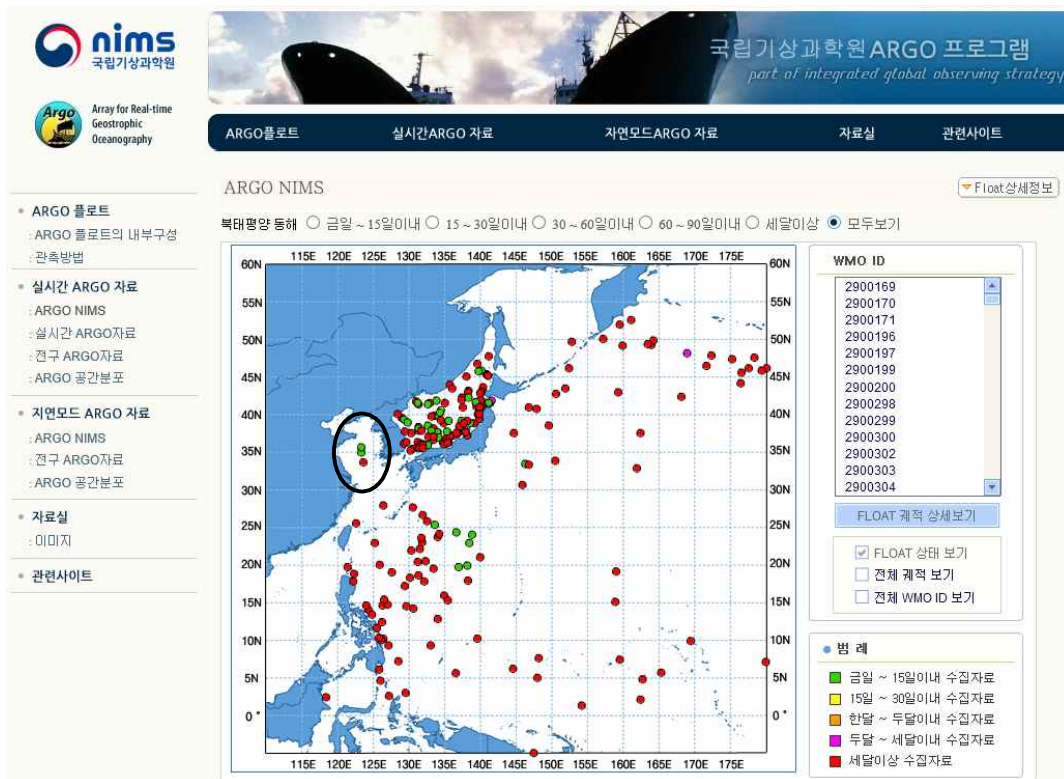 nims
국립기상과학원
Argo
Array for Real-time
Geostrophic
Oceanography
국립기상과학원 ARGO 프로그램
part of integrated global observing strategy
ARGO플로트 실시간ARGO 자료 자연모드ARGO 자료 자료실 관련사이트
ARGO 플로트
: ARGO 플로트의 내부구성
: 관측방법
실시간 ARGO 자료
: ARGO NIMS
: 실시간 ARGO자료
: 전구 ARGO자료
: ARGO 공간분포
지연모드 ARGO 자료
: ARGO NIMS
: 전구 ARGO자료
: ARGO 공간분포
자료실
: 이미지
관련사이트
ARGO NIMS
Float상세정보
북태평양 동해 금일 ~ 15일이내 15 ~ 30일이내 30 ~ 60일이내 60 ~ 90일이내 세달이상 모두보기
115E 120E 125E 130E 135E 140E 145E 150E 155E 160E 165E 170E 175E
60N 60N
55N 55N
50N 50N
45N 45N
40N 40N
35N 35N
30N 30N
25N 25N
20N 20N
15N 15N
10N 10N
5N 5N
0° 0°
115E 120E 125E 130E 135E 140E 145E 150E 155E 160E 165E 170E 175E
WMO ID
2900169
2900170
2900171
2900196
2900197
2900199
2900200
2900298
2900299
2900300
2900302
2900303
2900304
FLOAT 궤적 상세보기
FLOAT 상태 보기
전체 궤적 보기
전체 WMO ID 보기
범 례
금일 ~ 15일이내 수집자료
15일 ~ 30일이내 수집자료
한달 ~ 두달이내 수집자료
두달 ~ 세달이내 수집자료
세달이상 수집자료